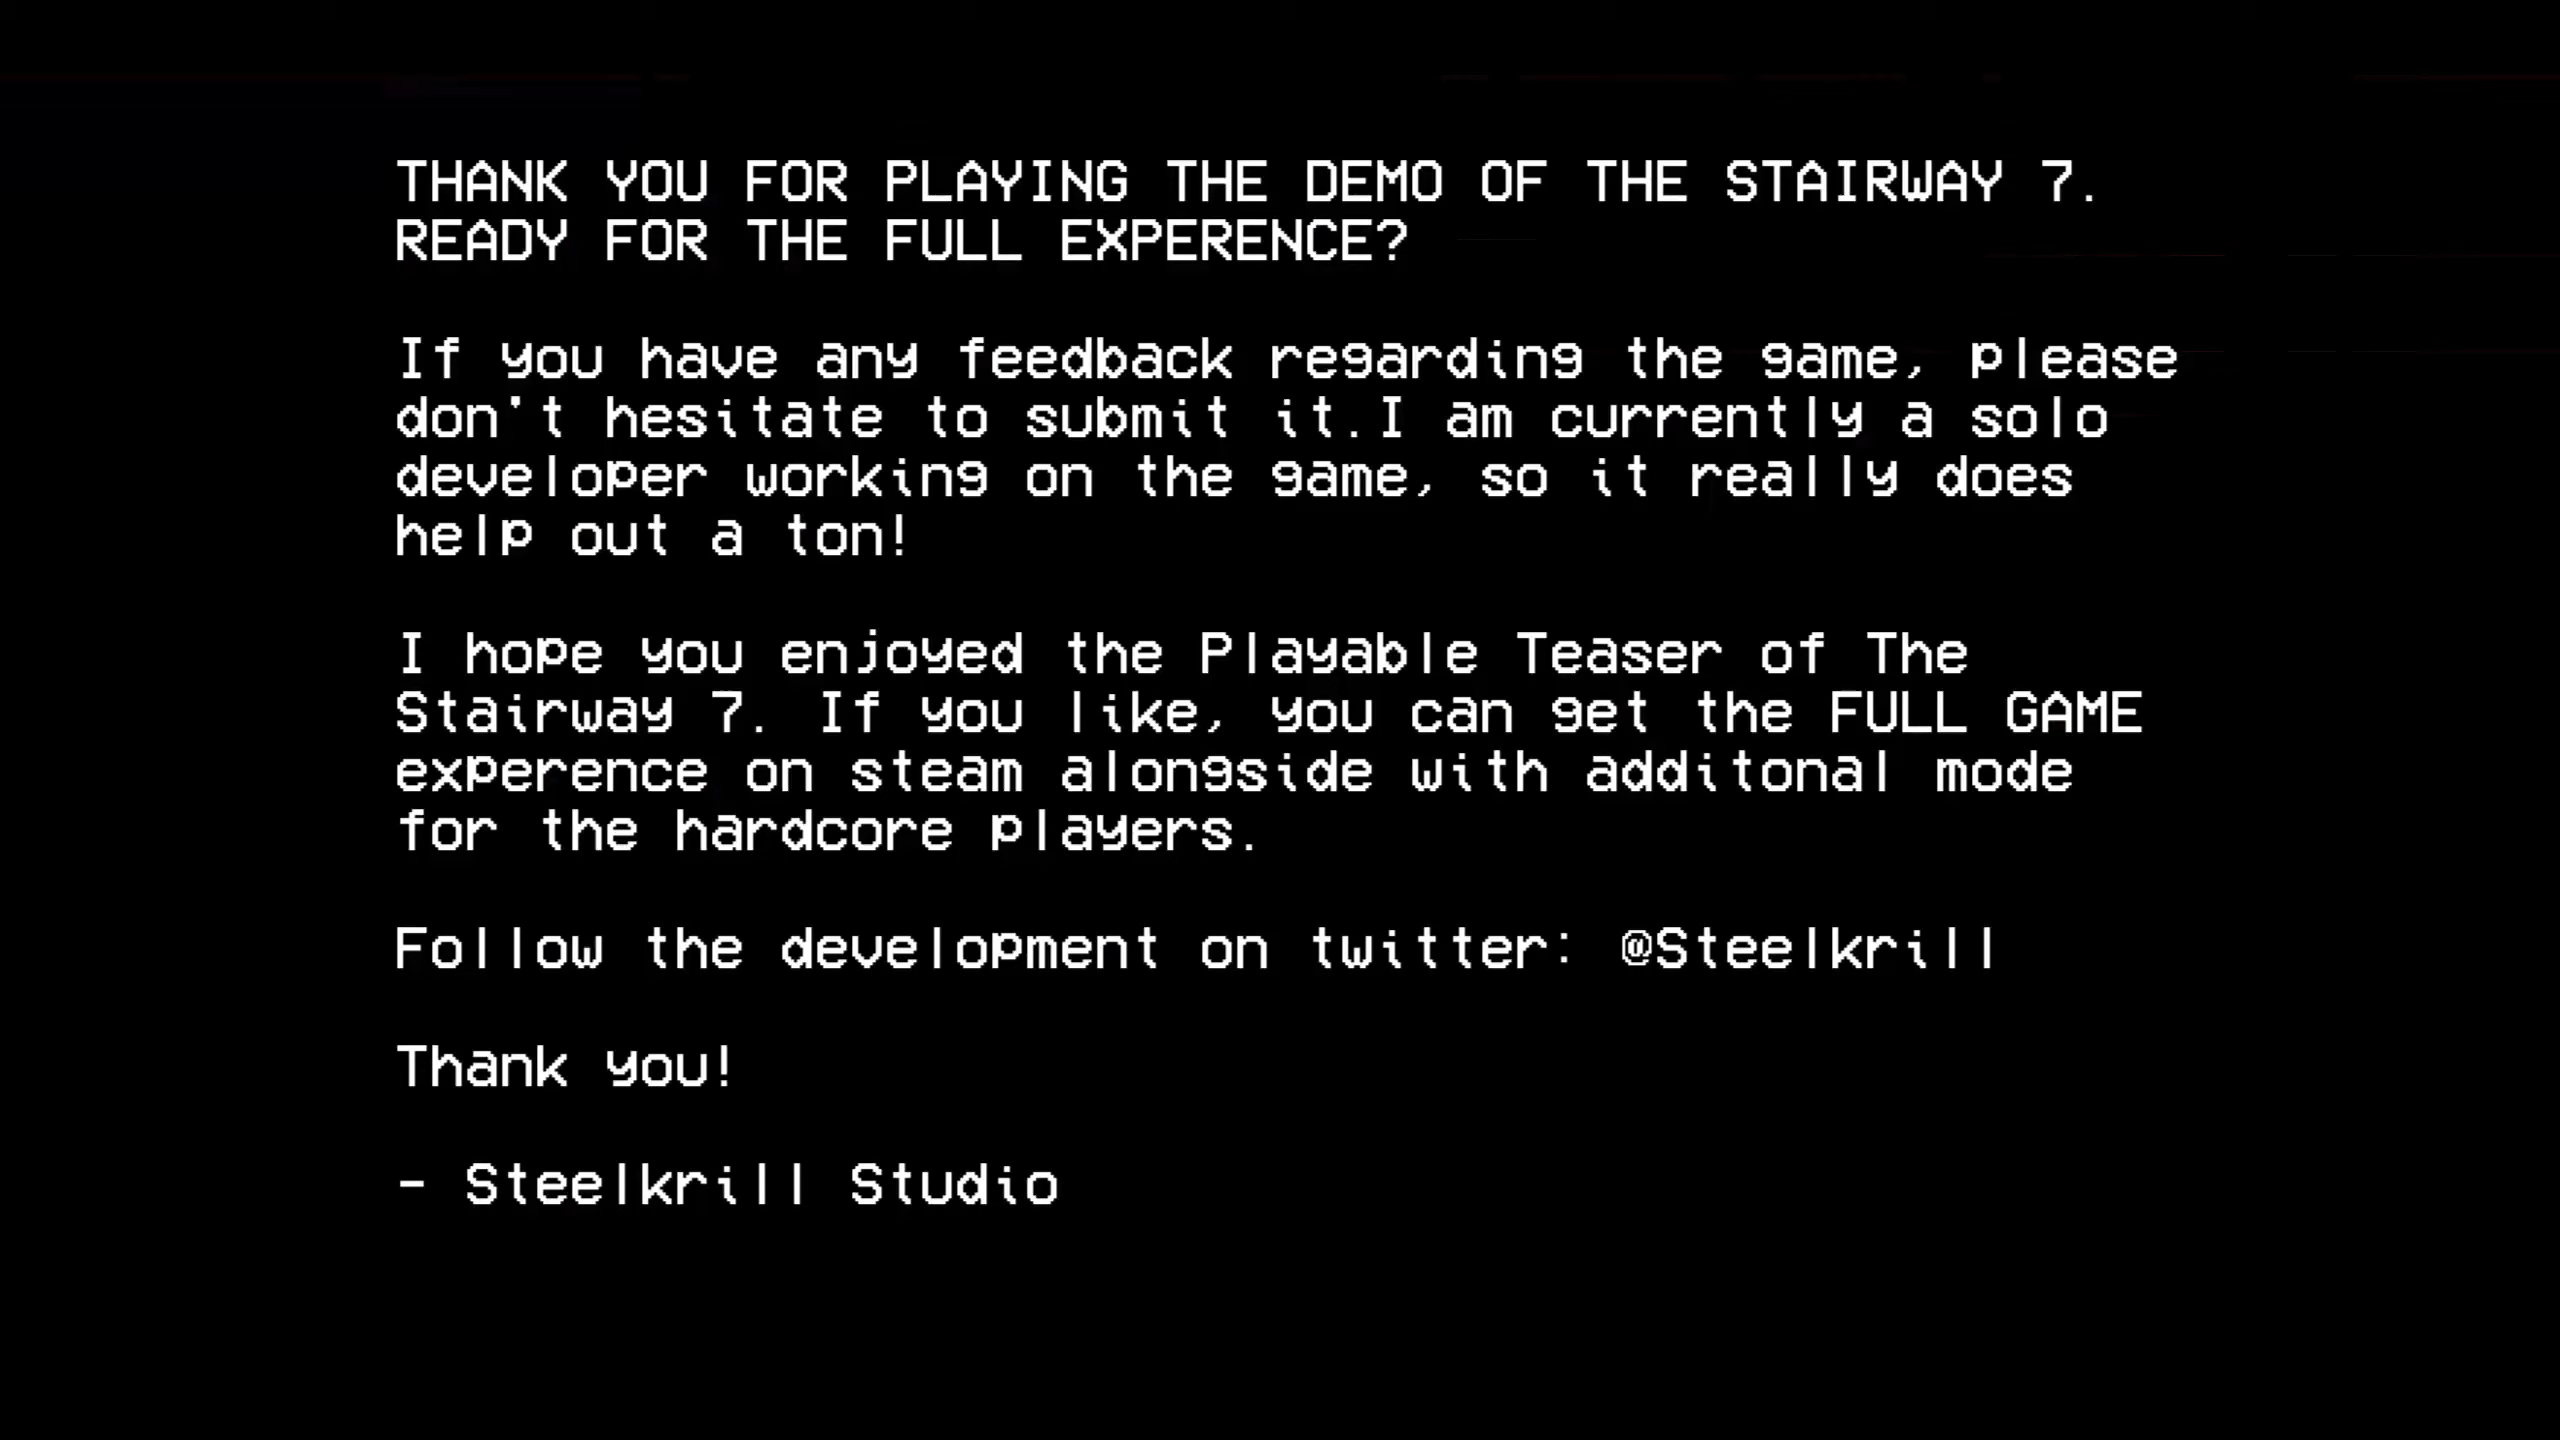 THANK YOU FOR PLAYING THE DEMO OF THE STAIRWAY 7.
READY FOR THE FULL EXPERENCE?
If you have any feedback regarding the game, please
don't hesitate to submit it.I am currently a solo
developer working on the game, so it really does
help out a ton!
I hope you enjoyed the Playable Teaser of The
Stairway 7. If you like, you can get the FULL GAME
experence on steam alongside with additonal mode
for the hardcore players.
Follow the development on twitter: @Steelkrill
Thank you!
- Steelkrill Studio